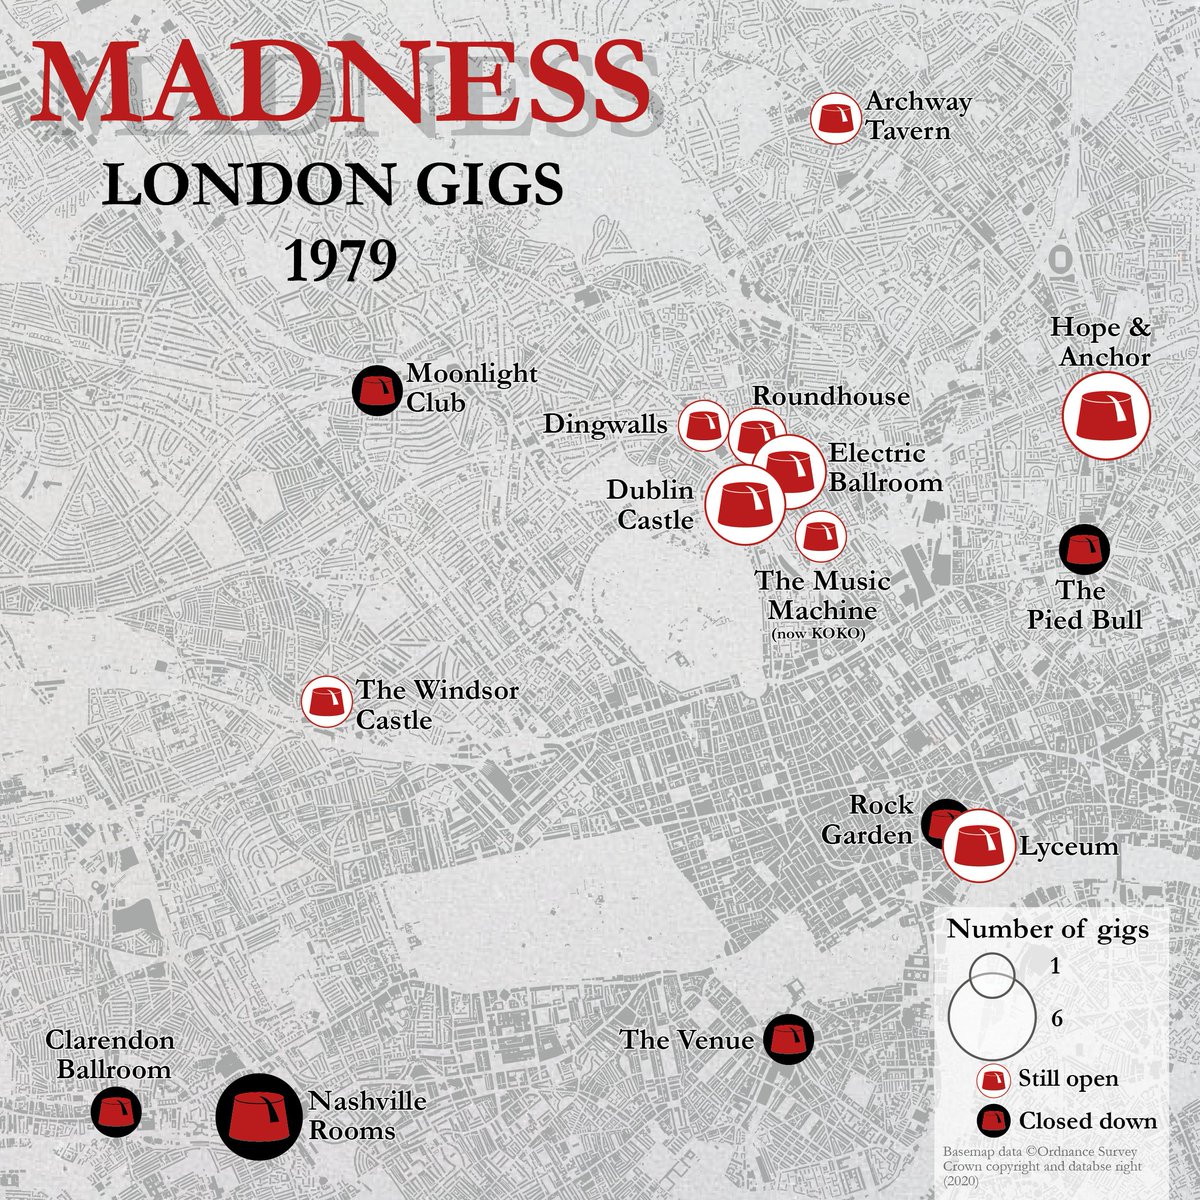 MADNESS
LONDON GIGS
1979
Archway
Tavern
Hope &
Anchor
Moonlight
Club
Roundhouse
Dingwalls
Electric
Ballroom
Dublin
Castle
The Music
Machine
(now KOKO)
The
Pied Bull
The Windsor
Castle
Rock
Garden
Lyceum
Number of gigs
1
6
Still open
Closed down
Basemap data ©Ordnance Survey
Crown copyright and databse right
(2020)
The Venue
Clarendon
Ballroom
Nashville
Rooms